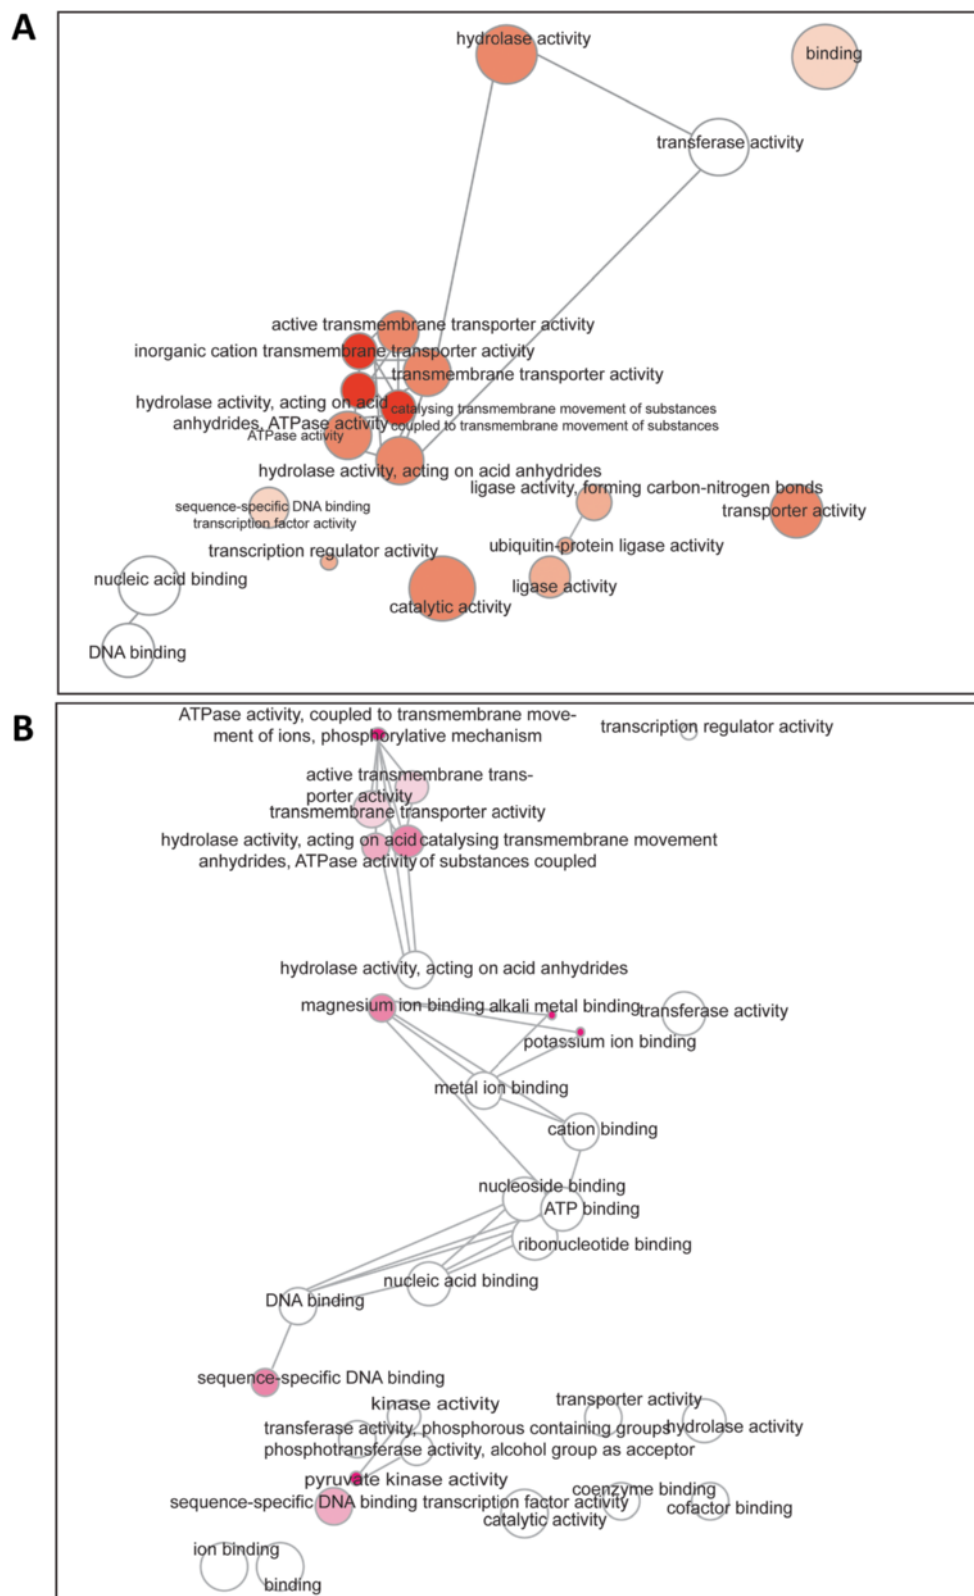 A
hydrolase activity
binding
transferase activity
active transmembrane transporter activity
inorganic cation transmembrane transporter activity
transmembrane transporter activity
hydrolase activity, acting on acid
anhydrides, ATPase activity
catalysing transmembrane movement of substances
coupled to transmembrane movement of substances
ATPase activity
hydrolase activity, acting on acid anhydrides
ligase activity, forming carbon-nitrogen bonds
sequence-specific DNA binding
transcription factor activity
transporter activity
transcription regulator activity
ubiquitin-protein ligase activity
nucleic acid binding
ligase activity
catalytic activity
DNA binding
B
ATPase activity, coupled to transmembrane move-
ment of ions, phosphorylative mechanism
transcription regulator activity
active transmembrane trans-
porter activity
transmembrane transporter activity
hydrolase activity, acting on acid
anhydrides, ATPase activity
catalysing transmembrane movement
of substances coupled
hydrolase activity, acting on acid anhydrides
magnesium ion binding
alkali metal binding
transferase activity
potassium ion binding
metal ion binding
cation binding
nucleoside binding
ATP binding
ribonucleotide binding
nucleic acid binding
DNA binding
sequence-specific DNA binding
kinase activity
transporter activity
transferase activity, phosphorous containing groups
hydrolase activity
phosphotransferase activity, alcohol group as acceptor
pyruvate kinase activity
coenzyme binding
sequence-specific DNA binding transcription factor activity
cofactor binding
catalytic activity
ion binding
binding